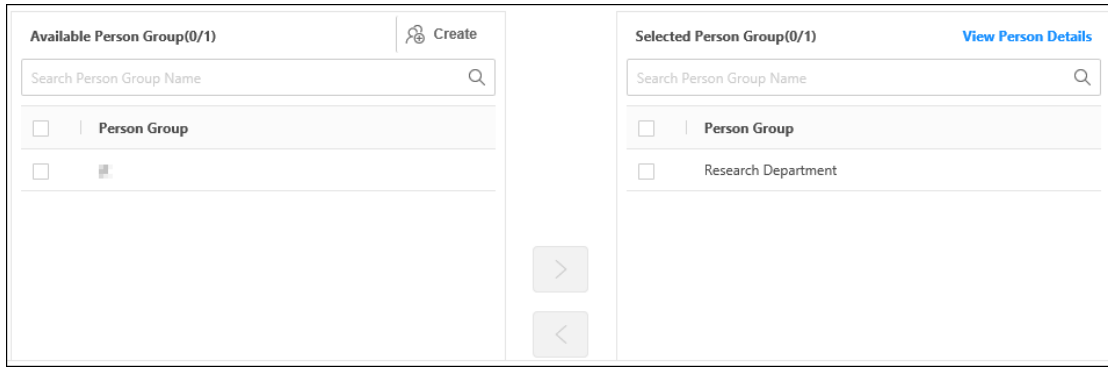 Available Person Group(0/1)
Create
Search Person Group Name
Person Group
Selected Person Group(0/1)
View Person Details
Search Person Group Name
Person Group
Research Department